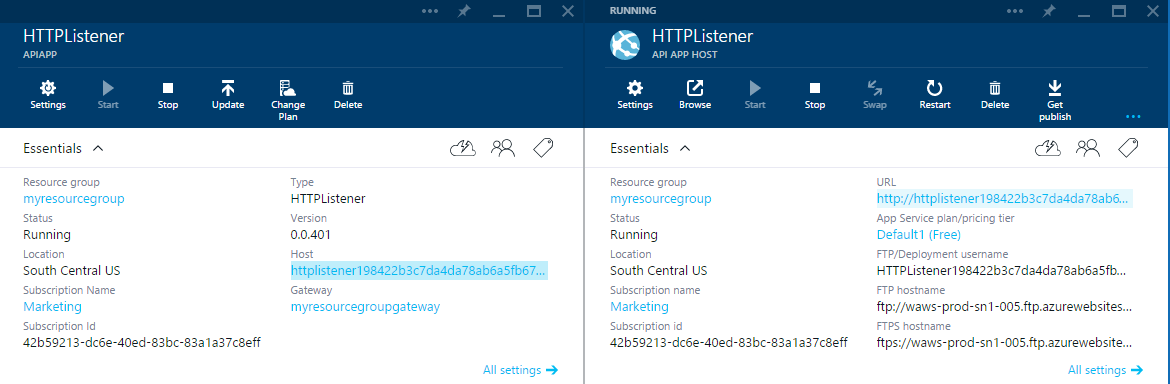 HTTPListener
APIAPP
Settings
Start
Stop
Update
Change Plan
Delete
Essentials
Resource group
myresourcegroup
Status
Running
Location
South Central US
Subscription Name
Marketing
Subscription Id
42b59213-dc6e-40ed-83bc-83a1a37c8eff
Type
HTTPListener
Version
0.0.401
Host
httplistener198422b3c7da4da78ab6a5fb67...
Gateway
myresourcegroupgateway
All settings
RUNNING
HTTPListener
API APP HOST
Settings
Browse
Start
Stop
Swap
Restart
Delete
Get publish
...
Essentials
Resource group
myresourcegroup
Status
Running
Location
South Central US
Subscription name
Marketing
Subscription id
42b59213-dc6e-40ed-83bc-83a1a37c8eff
URL
http://httplistener198422b3c7da4da78ab6...
App Service plan/pricing tier
Default1 (Free)
FTP/Deployment username
HTTPListener198422b3c7da4da78ab6a5fb...
FTP hostname
ftp://waws-prod-sn1-005.ftp.azurewebsites...
FTPS hostname
ftps://waws-prod-sn1-005.ftp.azurewebsite...
All settings